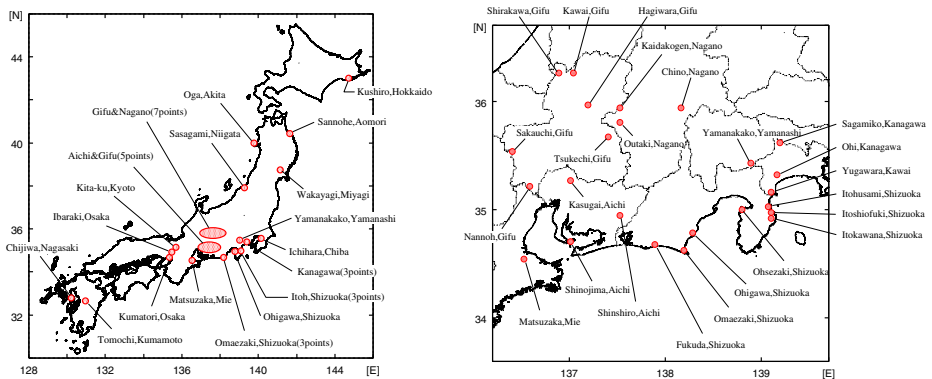 [N]
44
40
36
32
128
132
136
140
144
[E]
Kushiro,Hokkaido
Oga,Akita
Gifu&Nagano(7points)
Sannohe,Aomori
Sasagami,Niigata
Aichi&Gifu(5points)
Kita-ku,Kyoto
Wakayagi,Miyagi
Ibaraki,Osaka
Yamanakako,Yamanashi
Chijiwa,Nagasaki
Ichihara,Chiba
Kanagawa(3points)
Itoh,Shizuoka(3points)
Matsuzaka,Mie
Kumatori,Osaka
Ohigawa,Shizuoka
Tomochi,Kumamoto
Omaezaki,Shizuoka(3points)
[N]
36
35
34
137
138
139
[E]
Shirakawa,Gifu
Kawai,Gifu
Hagiwara,Gifu
Kaidakogen,Nagano
Chino,Nagano
Sakauchi,Gifu
Outaki,Nagano
Yamanakako,Yamanashi
Sagamiko,Kanagawa
Tsukechi,Gifu
Ohi,Kanagawa
Yugawara,Kawai
Kasugai,Aichi
Itohusami,Shizuoka
Itoshiofuki,Shizuoka
Nannoh,Gifu
Itokawana,Shizuoka
Ohsezaki,Shizuoka
Shinojima,Aichi
Ohigawa,Shizuoka
Matsuzaka,Mie
Shinshiro,Aichi
Omaezaki,Shizuoka
Fukuda,Shizuoka